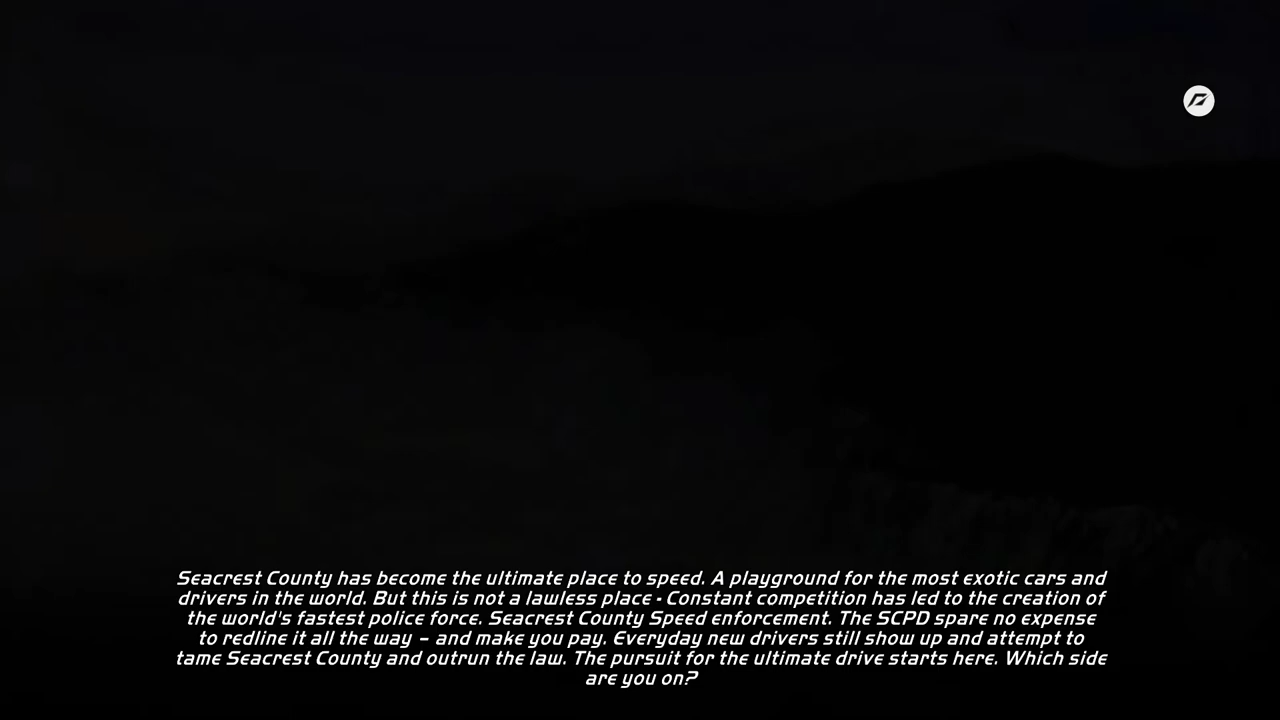 Seacrest County has become the ultimate place to speed. A playground for the most exotic cars and
drivers in the world. But this is not a lawless place - Constant competition has led to the creation of
the world's fastest police force. Seacrest County Speed enforcement. The SCPD spare no expense
to redline it all the way - and make you pay. Everyday new drivers still show up and attempt to
tame Seacrest County and outrun the law. The pursuit for the ultimate drive starts here. Which side
are you on?